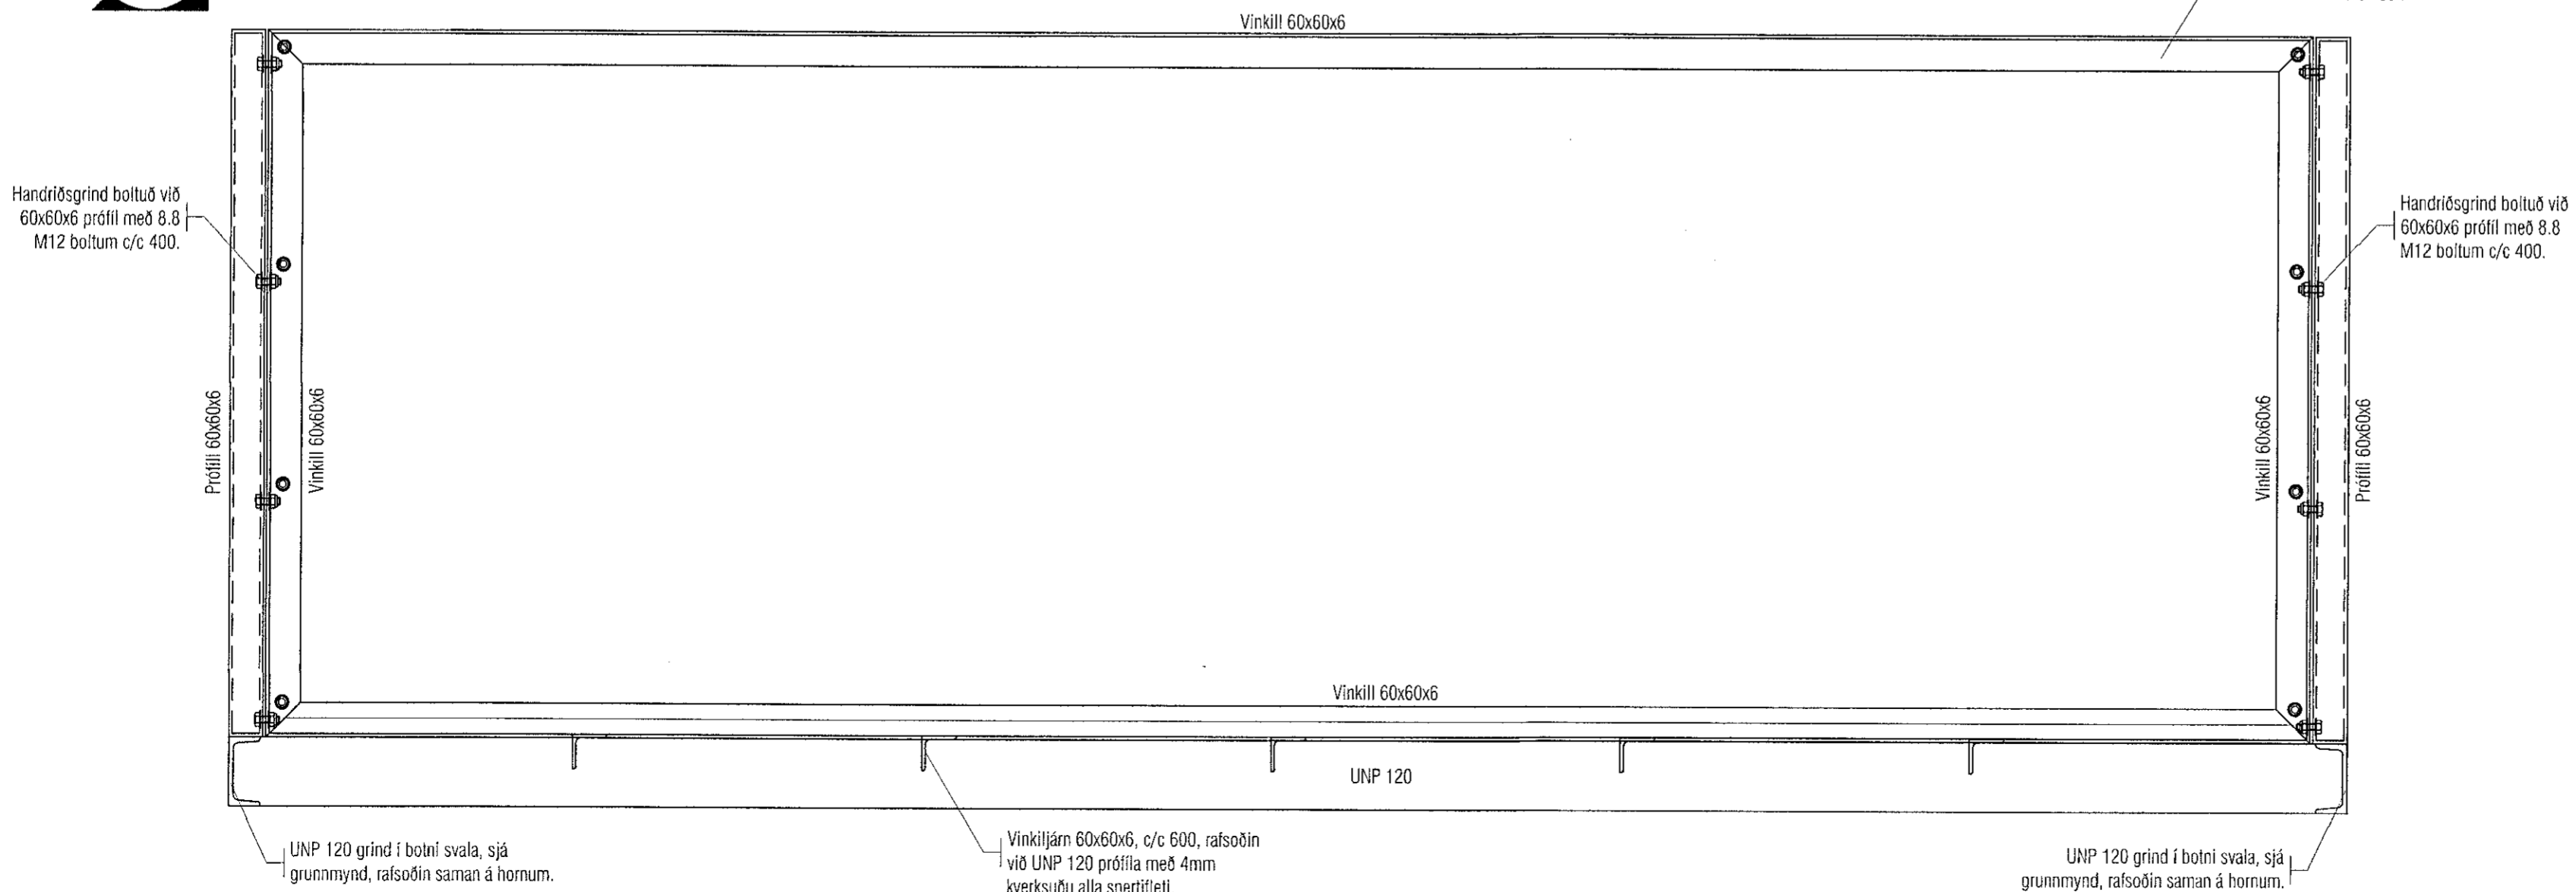 Vinkill 60x60x6
Handriðsgrind boltuð við
60x60x6 prófíl með 8.8
M12 boltum c/c 400.
Handriðsgrind boltuð við
60x60x6 prófíl með 8.8
M12 boltum c/c 400.
Prófíll 60x60x6
Vinkill 60x60x6
Vinkill 60x60x6
Prófíll 60x60x6
Vinkill 60x60x6
UNP 120
UNP 120 grind í botni svala, sjá
grunnmynd, rafsoðin saman á hornum.
Vinkiljárn 60x60x6, c/c 600, rafsoðin
við UNP 120 prófíla með 4mm
kverksuðu alla snertifleti
UNP 120 grind í botni svala, sjá
grunnmynd, rafsoðin saman á hornum.